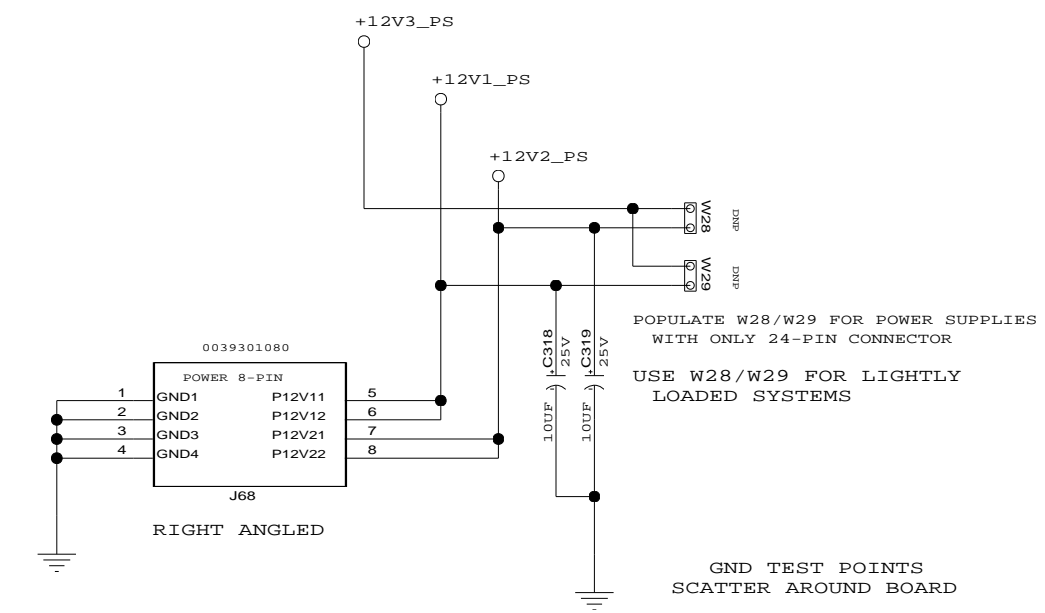 +12V3_PS
+12V1_PS
+12V2_PS
W28
DNP
W29
DNP
POPULATE W28/W29 FOR POWER SUPPLIES
WITH ONLY 24-PIN CONNECTOR
USE W28/W29 FOR LIGHTLY
LOADED SYSTEMS
C318
25V
10UF
C319
25V
10UF
0039301080
POWER 8-PIN
1 GND1 P12V11 5
2 GND2 P12V12 6
3 GND3 P12V21 7
4 GND4 P12V22 8
J68
RIGHT ANGLED
GND TEST POINTS
SCATTER AROUND BOARD